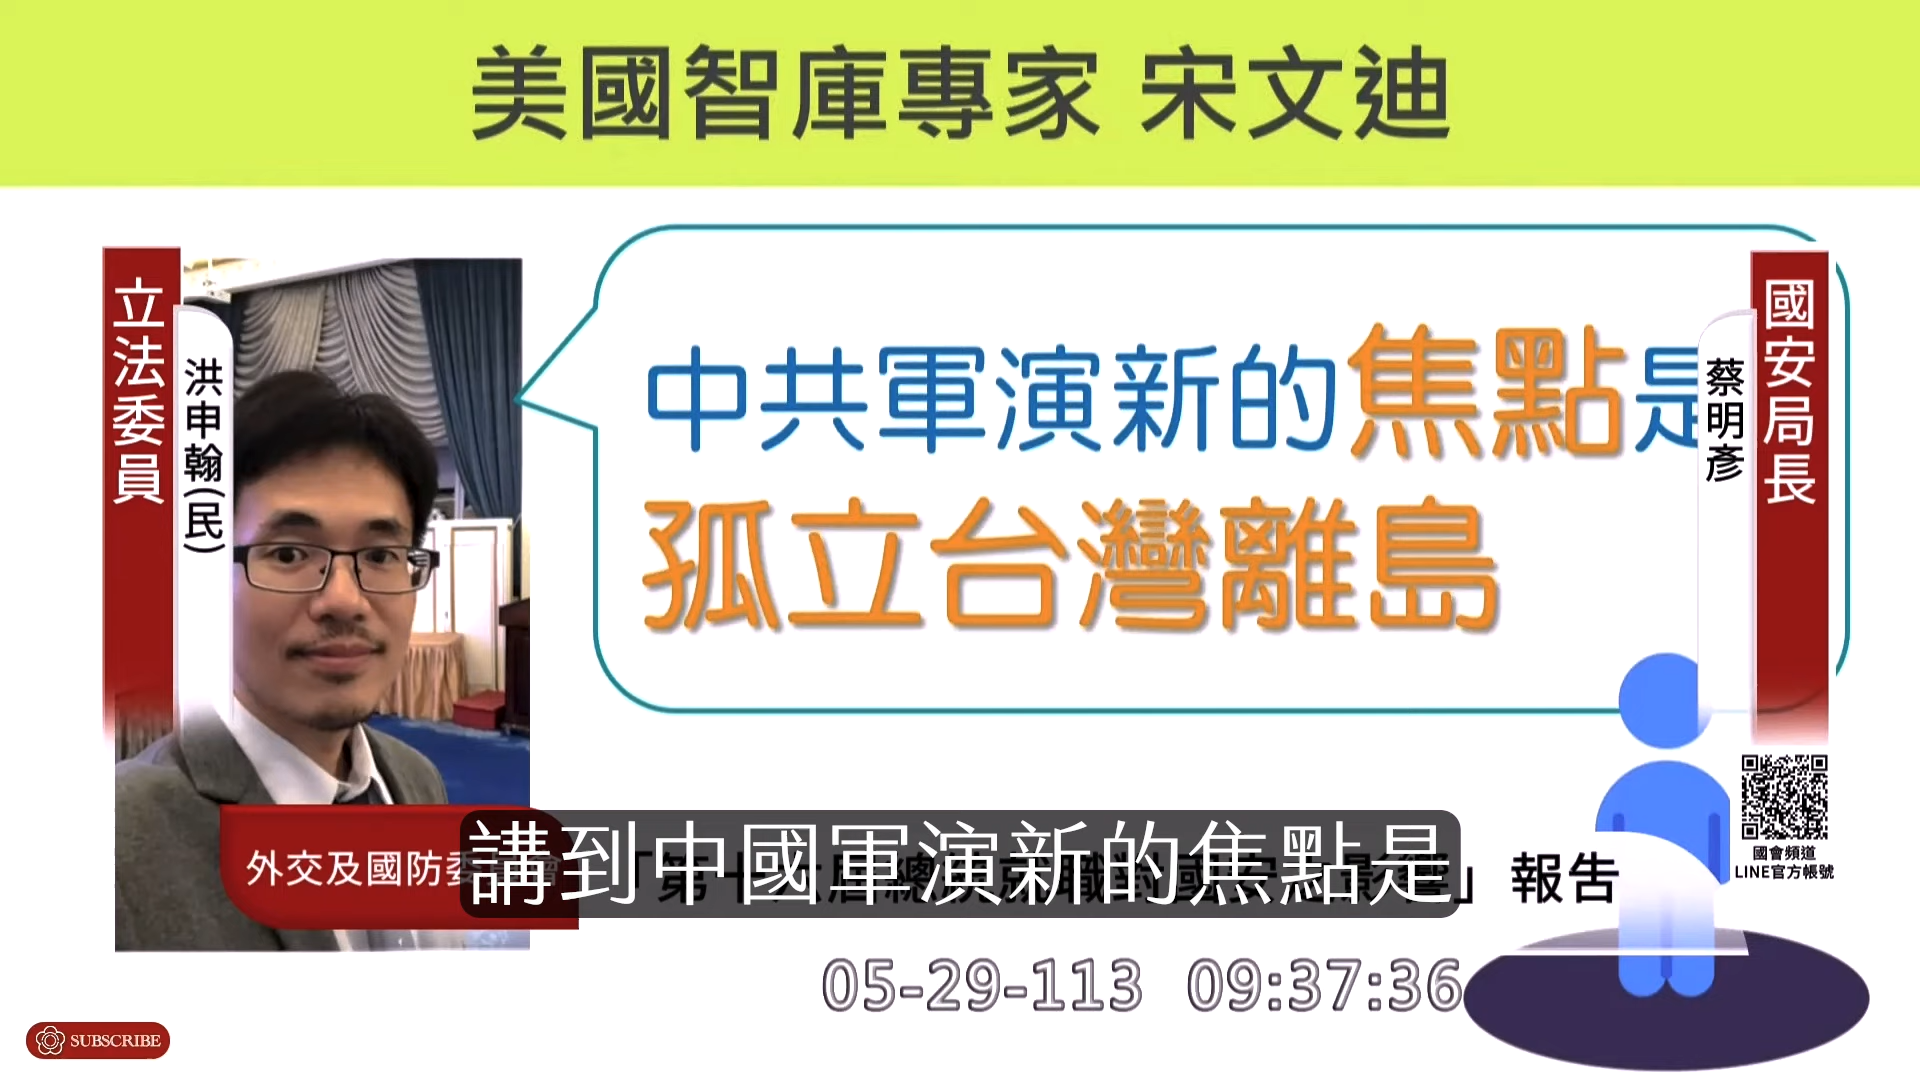 美國智庫專家 宋文迪
立法委員
洪申翰(民)
中共軍演新的焦點是
孤立台灣離島
國安局長
蔡明彥
國會頻道
LINE官方帳號
外交及國防委
」報告
講到中國軍演新的焦點是
05-29-113 09:37:36
SUBSCRIBE